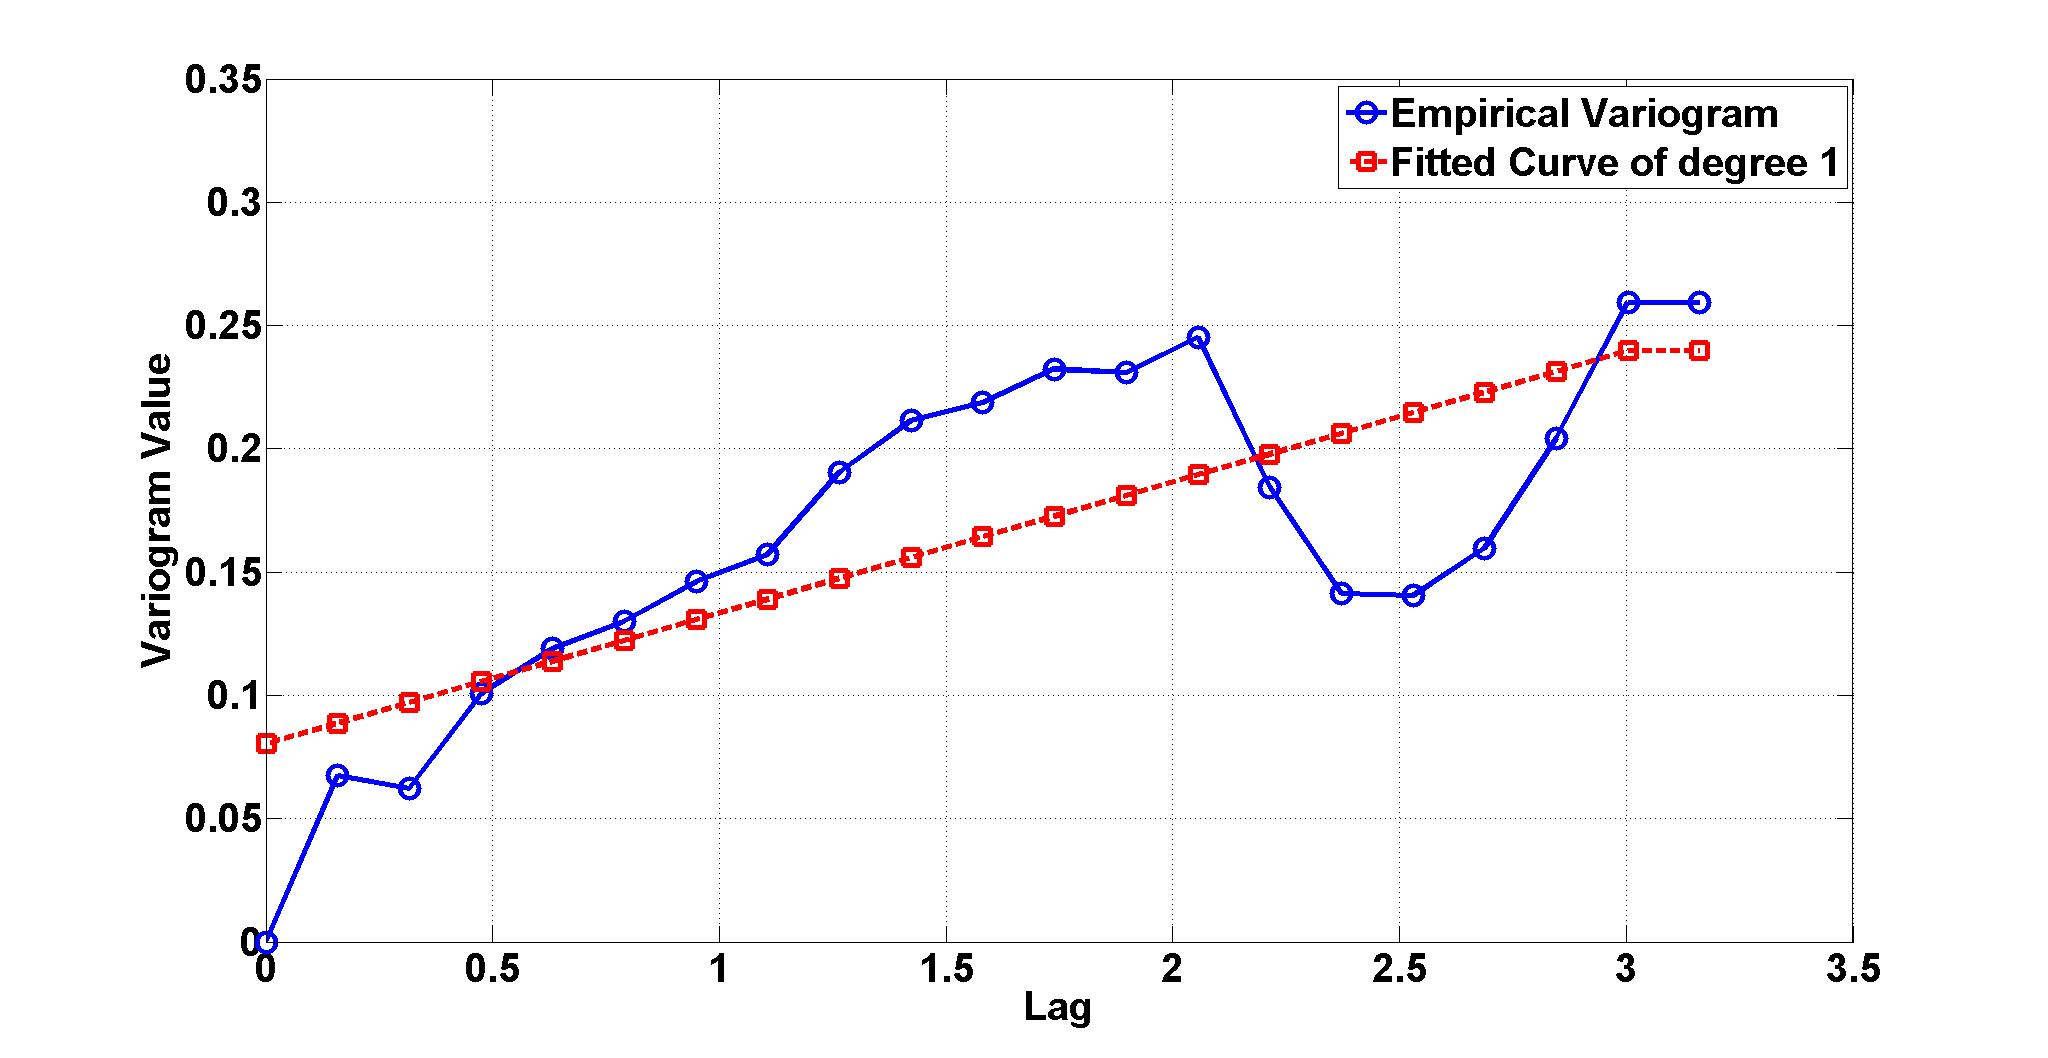 0.35
0.3
0.25
0.2
0.15
0.1
0.05
0
Variogram Value
Empirical Variogram
Fitted Curve of degree 1
0 0.5 1 1.5 2 2.5 3 3.5
Lag